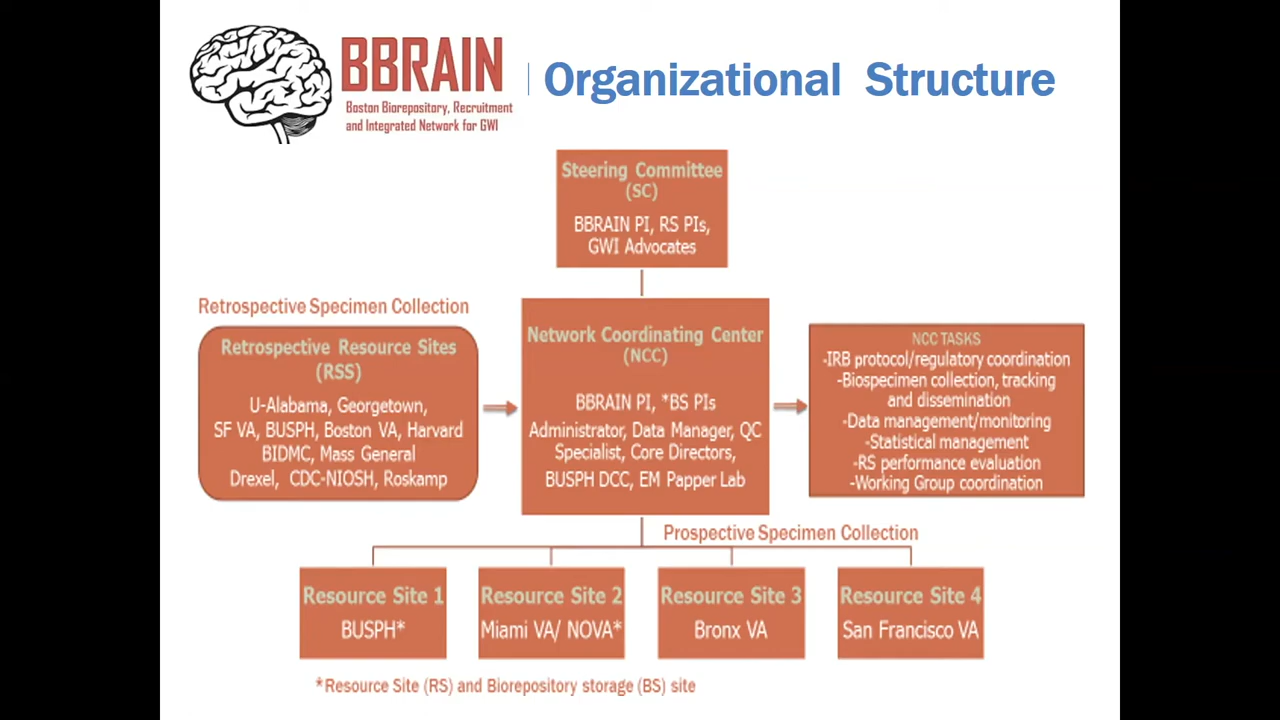 BBRAIN
Boston Biorepository, Recruitment
and Integrated Network for GWI
Organizational Structure
Steering Committee
(SC)
BBRAIN PI, RS PIs,
GWI Advocates
Retrospective Specimen Collection
Retrospective Resource Sites
(RSS)
U-Alabama, Georgetown,
SF VA, BUSPH, Boston VA, Harvard
BIDMC, Mass General
Drexel, CDC-NIOSH, Roskamp
Network Coordinating Center
(NCC)
BBRAIN PI, *BS PIs
Administrator, Data Manager, QC
Specialist, Core Directors,
BUSPH DCC, EM Papper Lab
NCC TASKS
-IRB protocol/regulatory coordination
-Biospecimen collection, tracking
and dissemination
-Data management/monitoring
-Statistical management
-RS performance evaluation
-Working Group coordination
Prospective Specimen Collection
Resource Site 1
BUSPH*
Resource Site 2
Miami VA/ NOVA*
Resource Site 3
Bronx VA
Resource Site 4
San Francisco VA
*Resource Site (RS) and Biorepository storage (BS) site